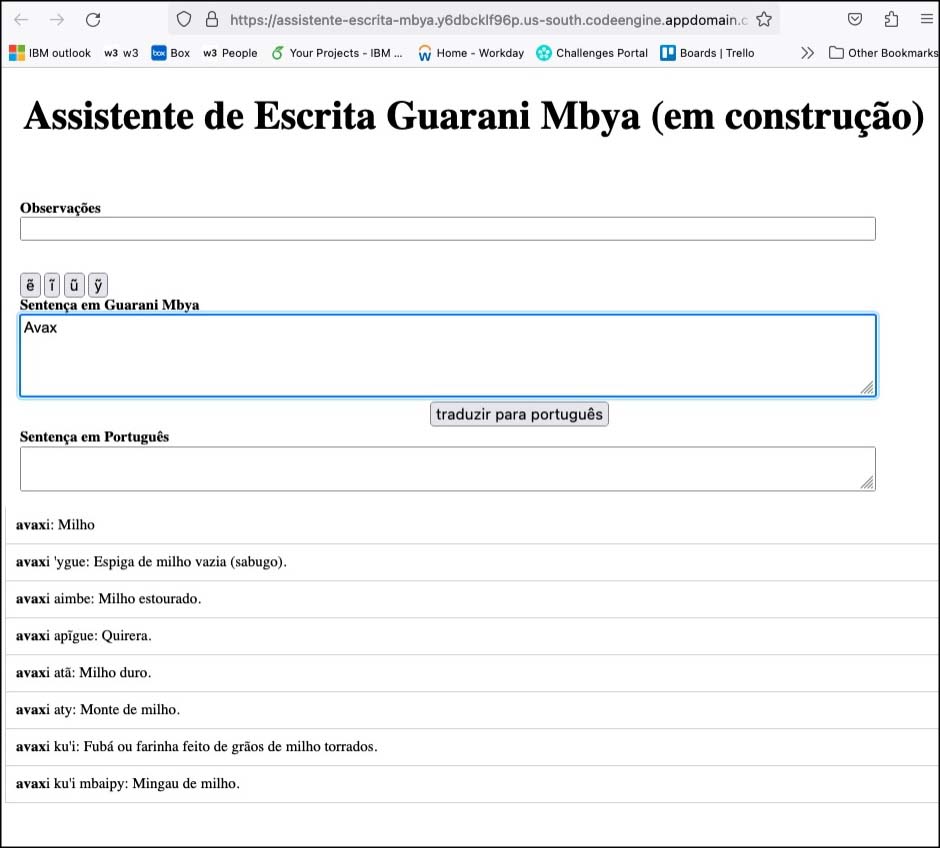 https://assistente-escrita-mbya.y6dbcklf96p.us-south.codeengine.appdomain.c
IBM outlook w3 w3 box Box w3 People Your Projects - IBM ... Home - Workday Challenges Portal Boards | Trello Other Bookmarks
Assistente de Escrita Guarani Mbya (em construção)
Observações
ẽ ĩ ũ ỹ
Sentença em Guarani Mbya
Avax
traduzir para português
Sentença em Português
avaxi: Milho
avaxi 'ygue: Espiga de milho vazia (sabugo).
avaxi aimbe: Milho estourado.
avaxi apĩgue: Quirera.
avaxi atã: Milho duro.
avaxi aty: Monte de milho.
avaxi ku'i: Fubá ou farinha feito de grãos de milho torrados.
avaxi ku'i mbaipy: Mingau de milho.